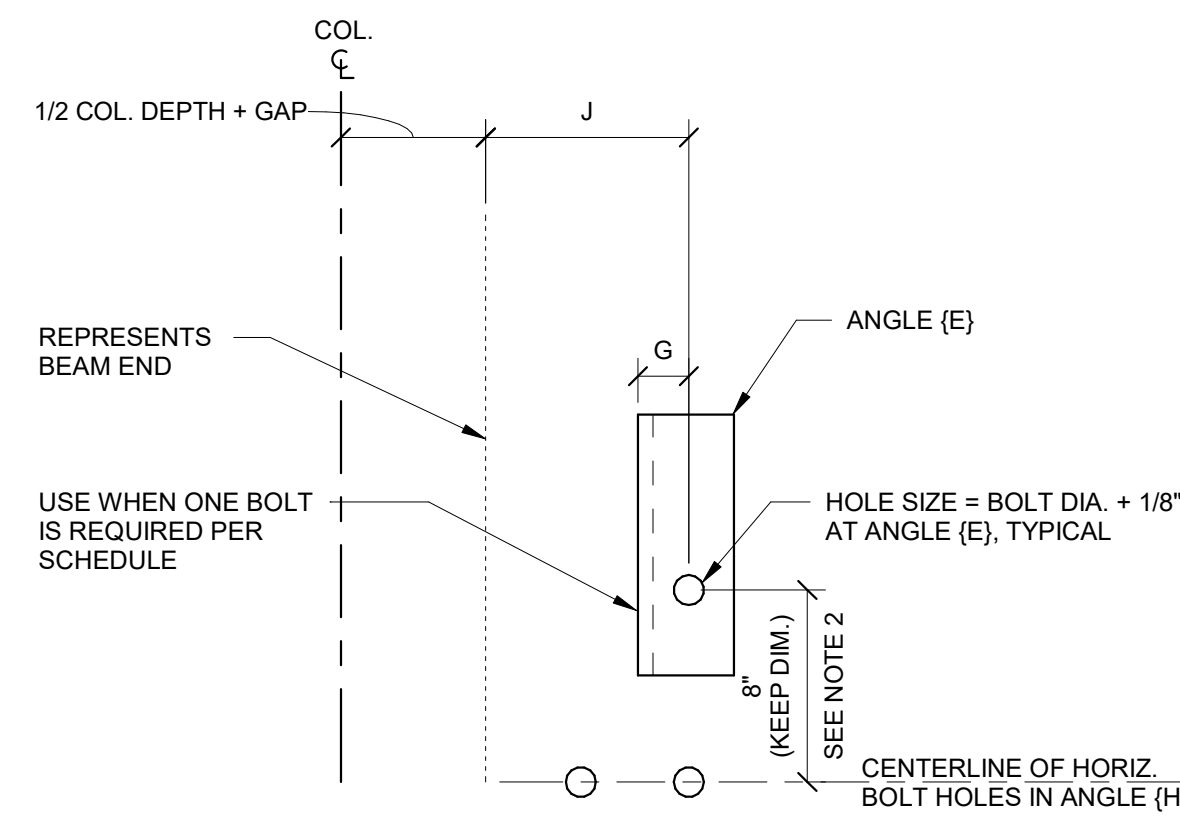 COL.
℄
1/2 COL. DEPTH + GAP
J
REPRESENTS
BEAM END
G
ANGLE {E}
USE WHEN ONE BOLT
IS REQUIRED PER
SCHEDULE
HOLE SIZE = BOLT DIA. + 1/8"
AT ANGLE {E}, TYPICAL
8"
(KEEP DIM.)
SEE NOTE 2
CENTERLINE OF HORIZ.
BOLT HOLES IN ANGLE {H